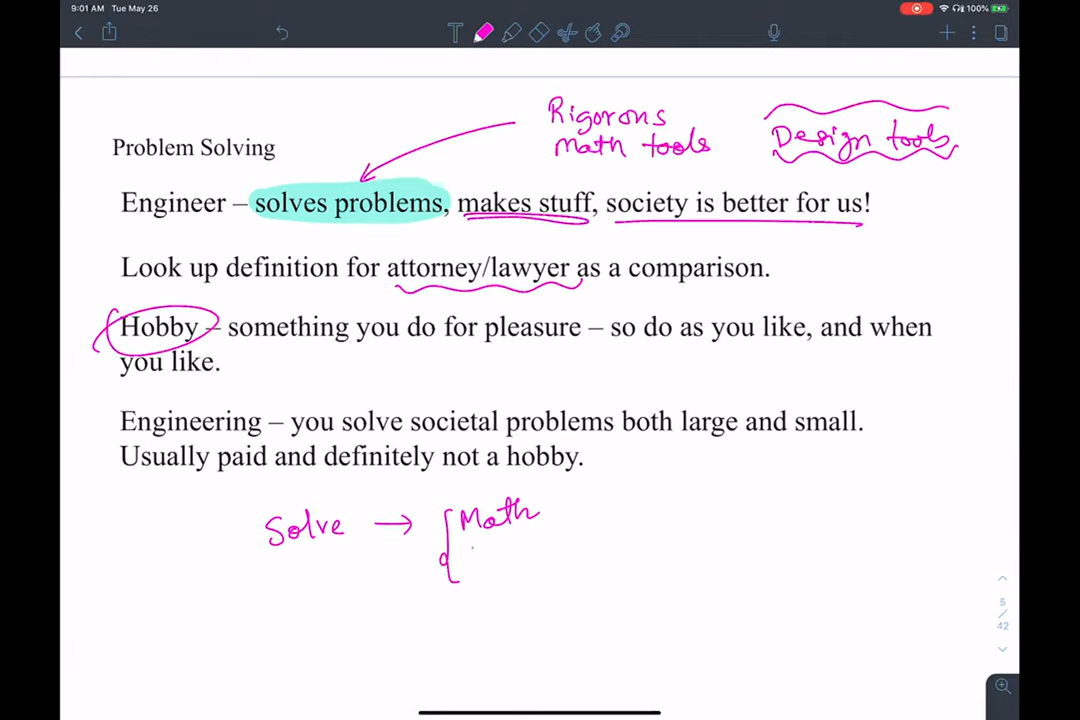 9:01 AM Tue May 26
100%
Rigorous
math tools
Design tools
Problem Solving
Engineer – solves problems, makes stuff, society is better for us!
Look up definition for attorney/lawyer as a comparison.
Hobby – something you do for pleasure – so do as you like, and when
you like.
Engineering – you solve societal problems both large and small.
Usually paid and definitely not a hobby.
Solve → { Math
5
/
42